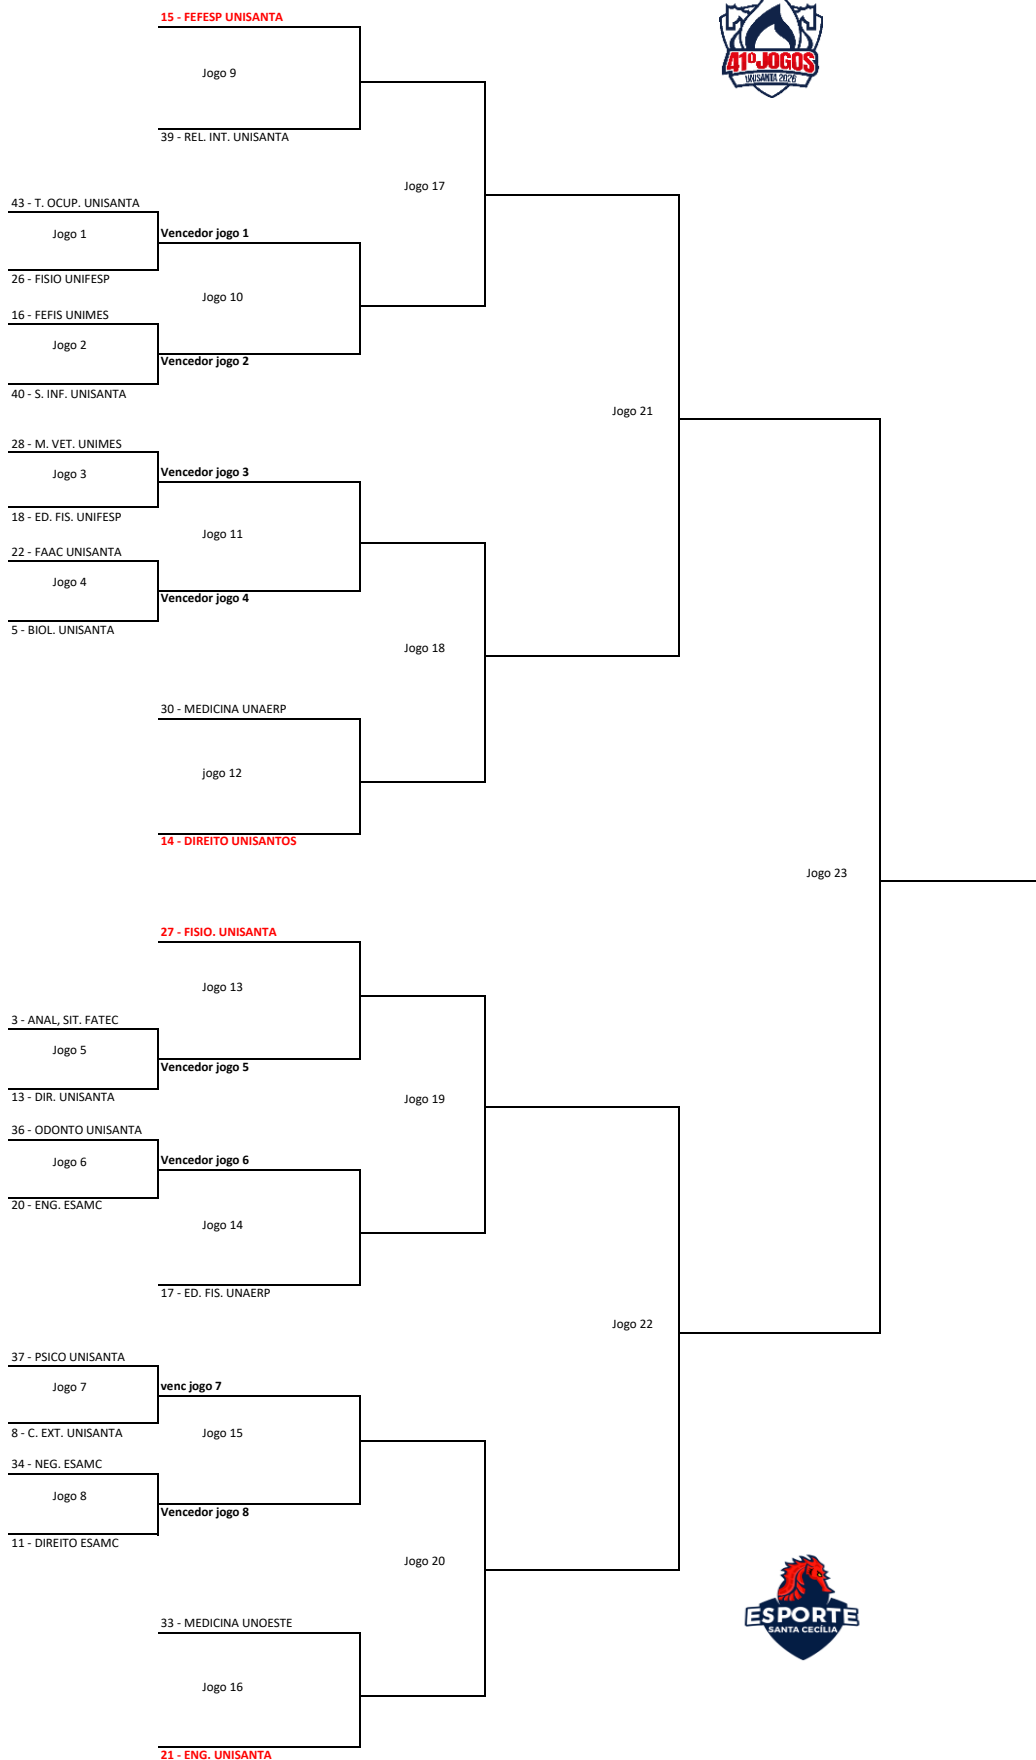 15 - FEFESP UNISANTA
41º JOGOS
UNISANTA 2026
Jogo 9
39 - REL. INT. UNISANTA
Jogo 17
43 - T. OCUP. UNISANTA
Jogo 1
Vencedor jogo 1
26 - FISIO UNIFESP
Jogo 10
16 - FEFIS UNIMES
Jogo 2
Vencedor jogo 2
40 - S. INF. UNISANTA
Jogo 21
28 - M. VET. UNIMES
Jogo 3
Vencedor jogo 3
18 - ED. FIS. UNIFESP
Jogo 11
22 - FAAC UNISANTA
Jogo 4
Vencedor jogo 4
5 - BIOL. UNISANTA
Jogo 18
30 - MEDICINA UNAERP
jogo 12
14 - DIREITO UNISANTOS
Jogo 23
27 - FISIO. UNISANTA
Jogo 13
3 - ANAL, SIT. FATEC
Jogo 5
Vencedor jogo 5
13 - DIR. UNISANTA
Jogo 19
36 - ODONTO UNISANTA
Jogo 6
Vencedor jogo 6
20 - ENG. ESAMC
Jogo 14
17 - ED. FIS. UNAERP
Jogo 22
37 - PSICO UNISANTA
Jogo 7
venc jogo 7
8 - C. EXT. UNISANTA
Jogo 15
34 - NEG. ESAMC
Jogo 8
Vencedor jogo 8
11 - DIREITO ESAMC
Jogo 20
ESPORTE
SANTA CECÍLIA
33 - MEDICINA UNOESTE
Jogo 16
21 - ENG. UNISANTA